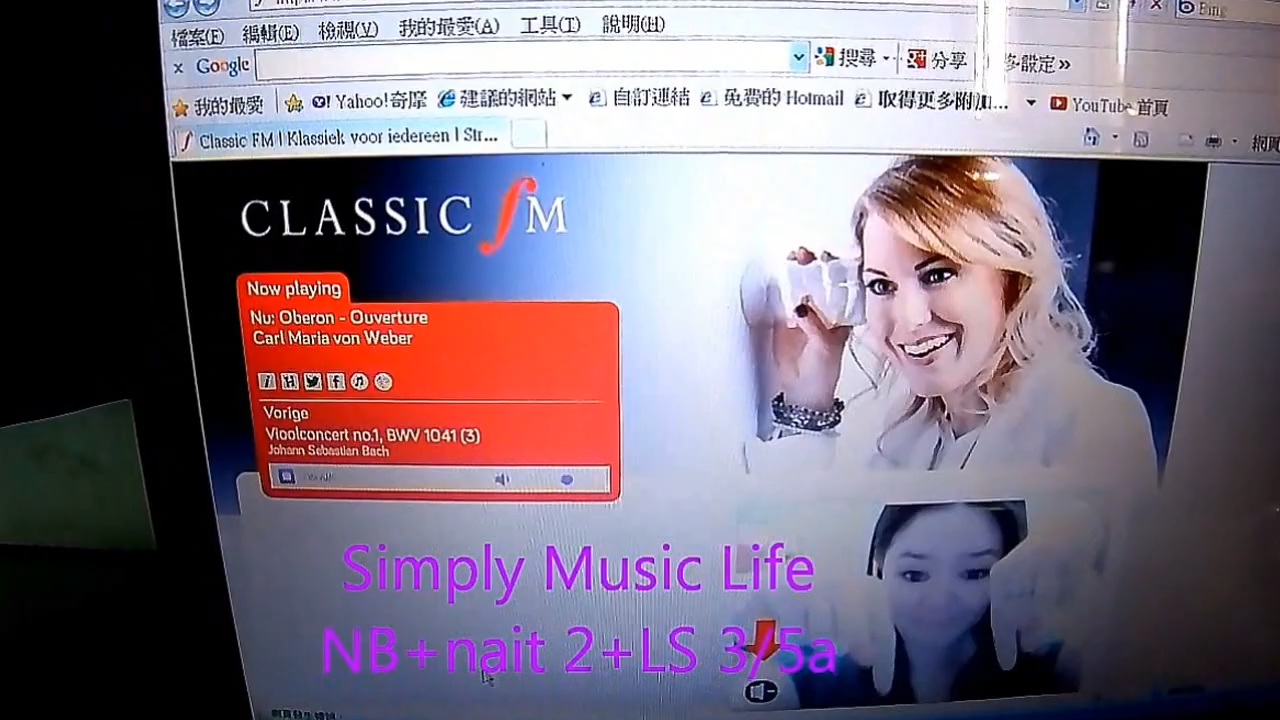 Bing
檔案(F) 編輯(E) 檢視(V) 我的最愛(A) 工具(T) 說明(H)
x Google 搜尋 分享 多設定 »
我的最愛 Yahoo!奇摩 建議的網站 自訂連結 免費的 Hotmail 取得更多附加... YouTube 首頁
Classic FM | Klassiek voor iedereen | Str...
網頁
CLASSIC fM
Now playing
Nu: Oberon - Ouverture
Carl Maria von Weber
Vorige
Vioolconcert no.1, BWV 1041 (3)
Johann Sebastian Bach
Simply Music Life
NB+nait 2+LS 3/5a